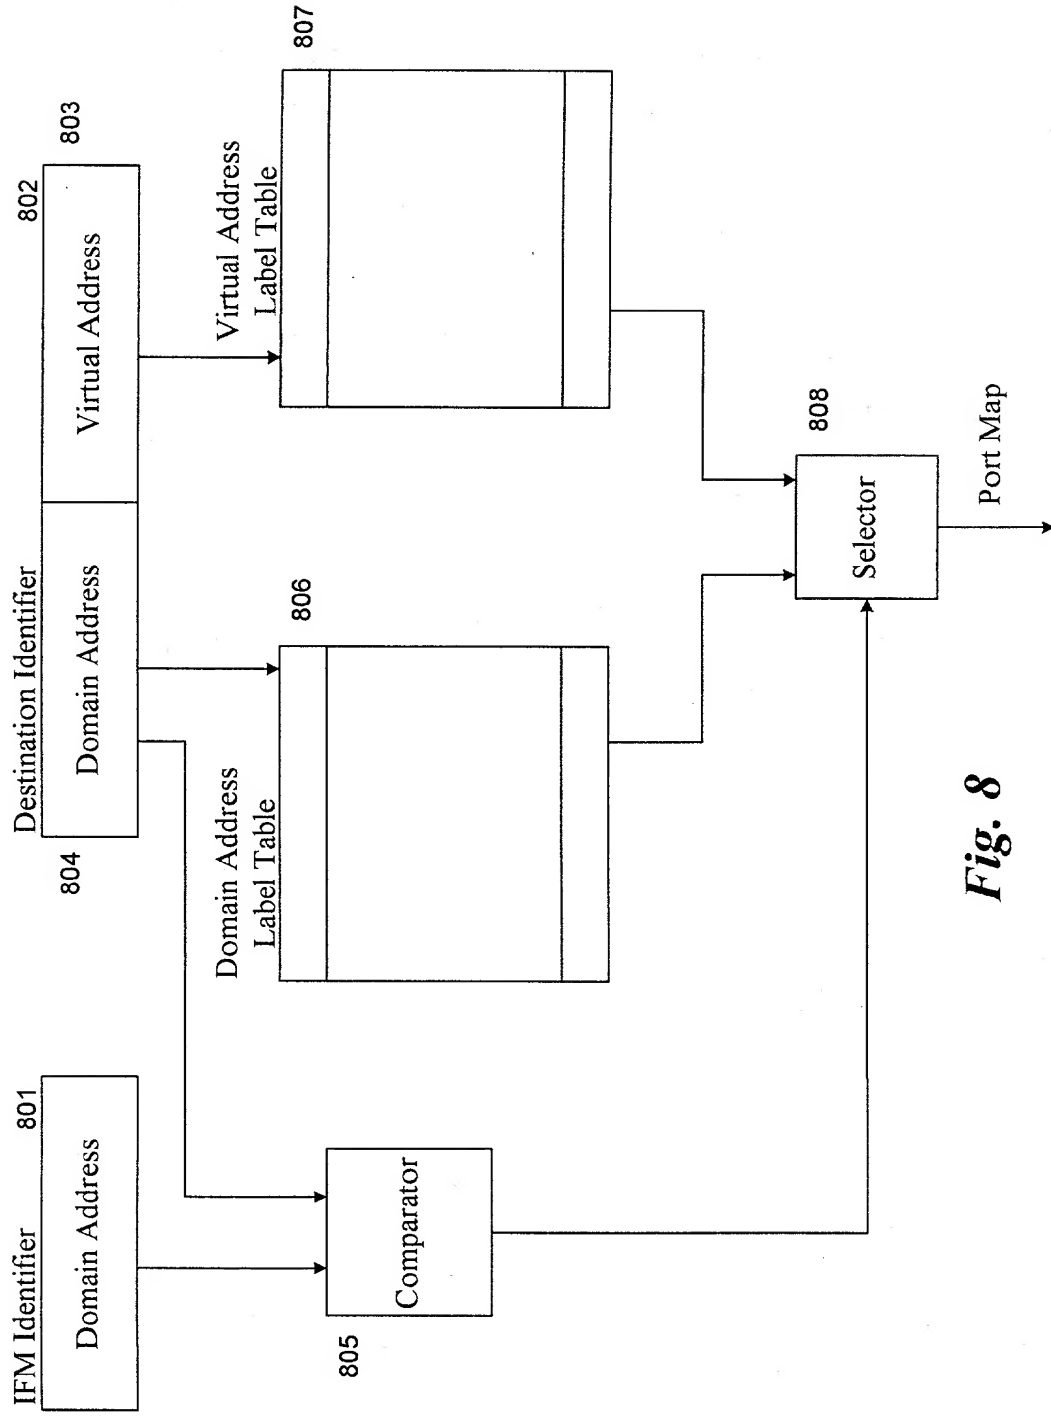 IFM Identifier
801
Domain Address
Destination Identifier
802
804
Domain Address
Virtual Address
803
Domain Address
Label Table
806
Virtual Address
Label Table
807
805
Comparator
Selector
808
Port Map
Fig. 8